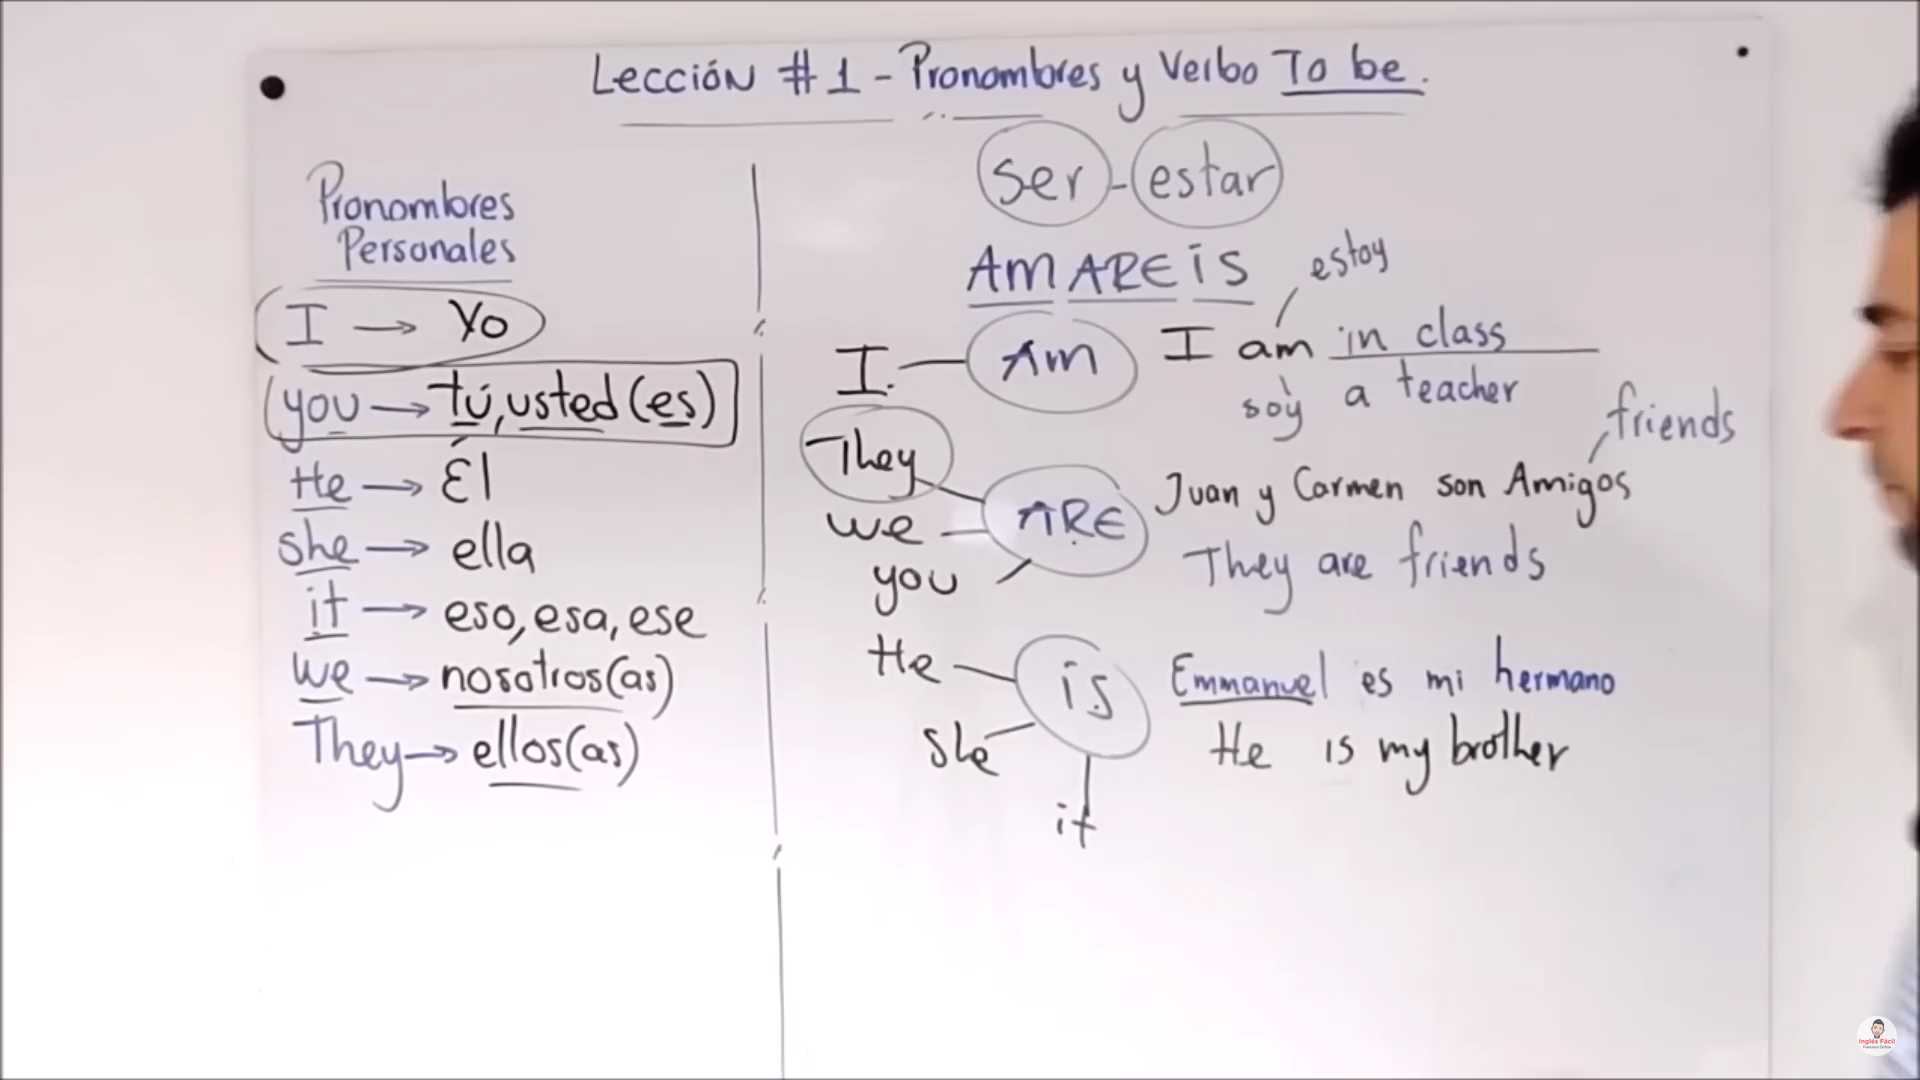 Lección #1 - Pronombres y Verbo To be.
Pronombres
Personales
I → Yo
you → tú, usted(es)
He → Él
she → ella
it → eso, esa, ese
we → nosotros(as)
They → ellos(as)
ser - estar
AM ARE is
estoy
I Am I am in class
soy a teacher
friends
They
we ARE Juan y Carmen son Amigos
you They are friends
He is Emmanuel es mi hermano
she He is my brother
it
Inglés Fácil